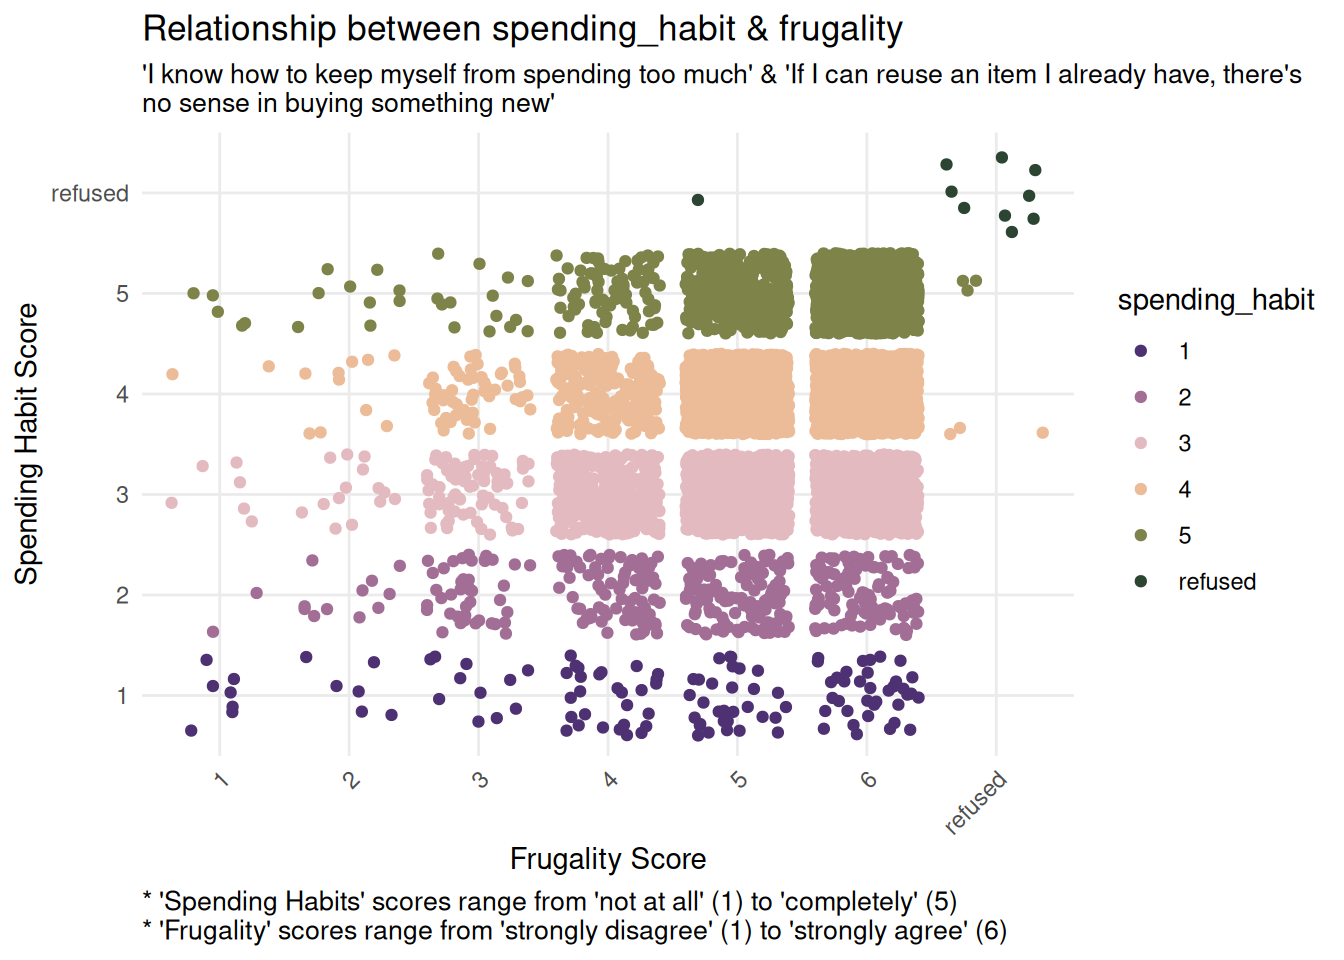 Relationship between spending_habit & frugality
'I know how to keep myself from spending too much' & 'If I can reuse an item I already have, there's
no sense in buying something new'
Spending Habit Score
refused
5
4
3
2
1
1
2
3
4
5
6
refused
Frugality Score
spending_habit
1
2
3
4
5
refused
* 'Spending Habits' scores range from 'not at all' (1) to 'completely' (5)
* 'Frugality' scores range from 'strongly disagree' (1) to 'strongly agree' (6)